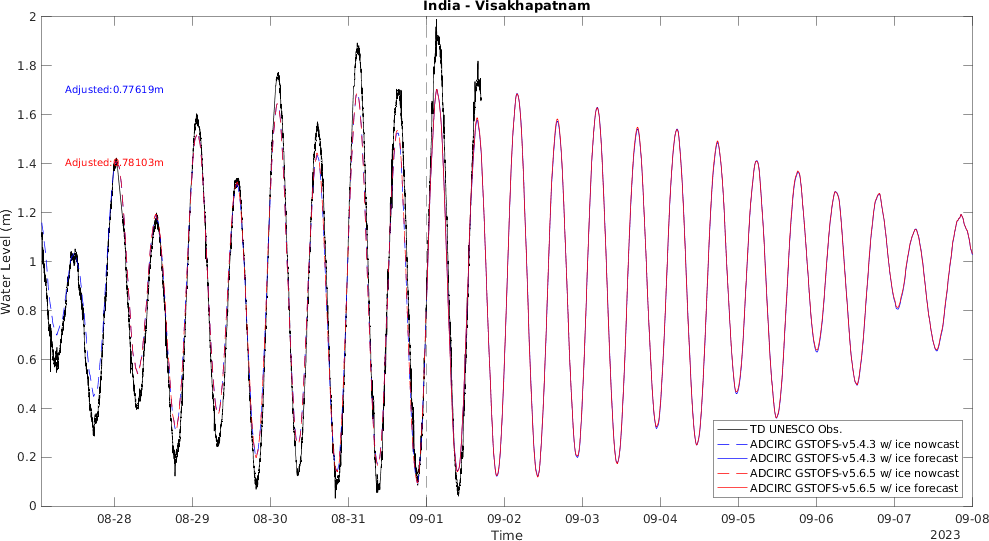 India - Visakhapatnam
2
1.8
1.6
1.4
1.2
1
0.8
0.6
0.4
0.2
0
Water Level (m)
Adjusted:0.77619m
Adjusted:0.78103m
TD UNESCO Obs.
ADCIRC GSTOFS-v5.4.3 w/ ice nowcast
ADCIRC GSTOFS-v5.4.3 w/ ice forecast
ADCIRC GSTOFS-v5.6.5 w/ ice nowcast
ADCIRC GSTOFS-v5.6.5 w/ ice forecast
08-28 08-29 08-30 08-31 09-01 09-02 09-03 09-04 09-05 09-06 09-07 09-08
Time
2023